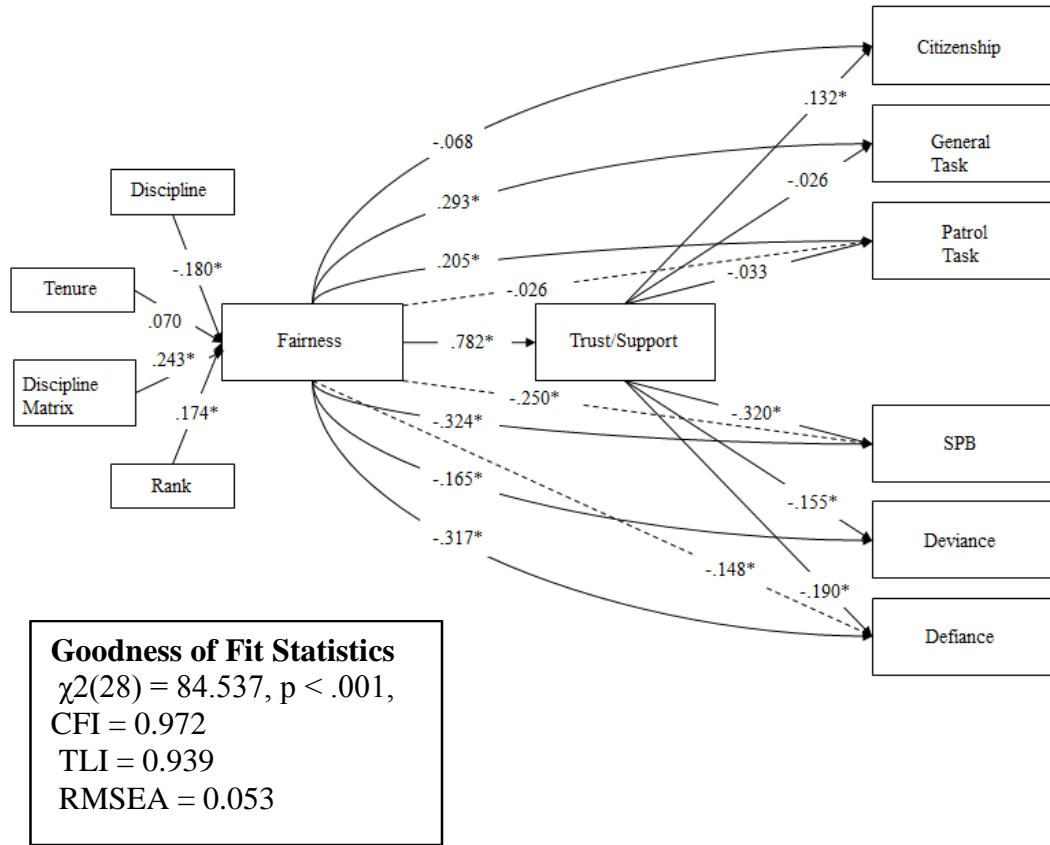 Citizenship
.132*
-.068
General
Task
Discipline
-.026
.293*
Patrol
Task
.205*
-.180*
-.033
Tenure
-.026
.070
Fairness
.782*
Trust/Support
.243*
Discipline
Matrix
-.250*
.174*
-.324*
-.320*
SPB
-.165*
Rank
-.155*
-.317*
Deviance
-.148*
-.190*
Defiance
Goodness of Fit Statistics
χ2(28) = 84.537, p < .001,
CFI = 0.972
TLI = 0.939
RMSEA = 0.053